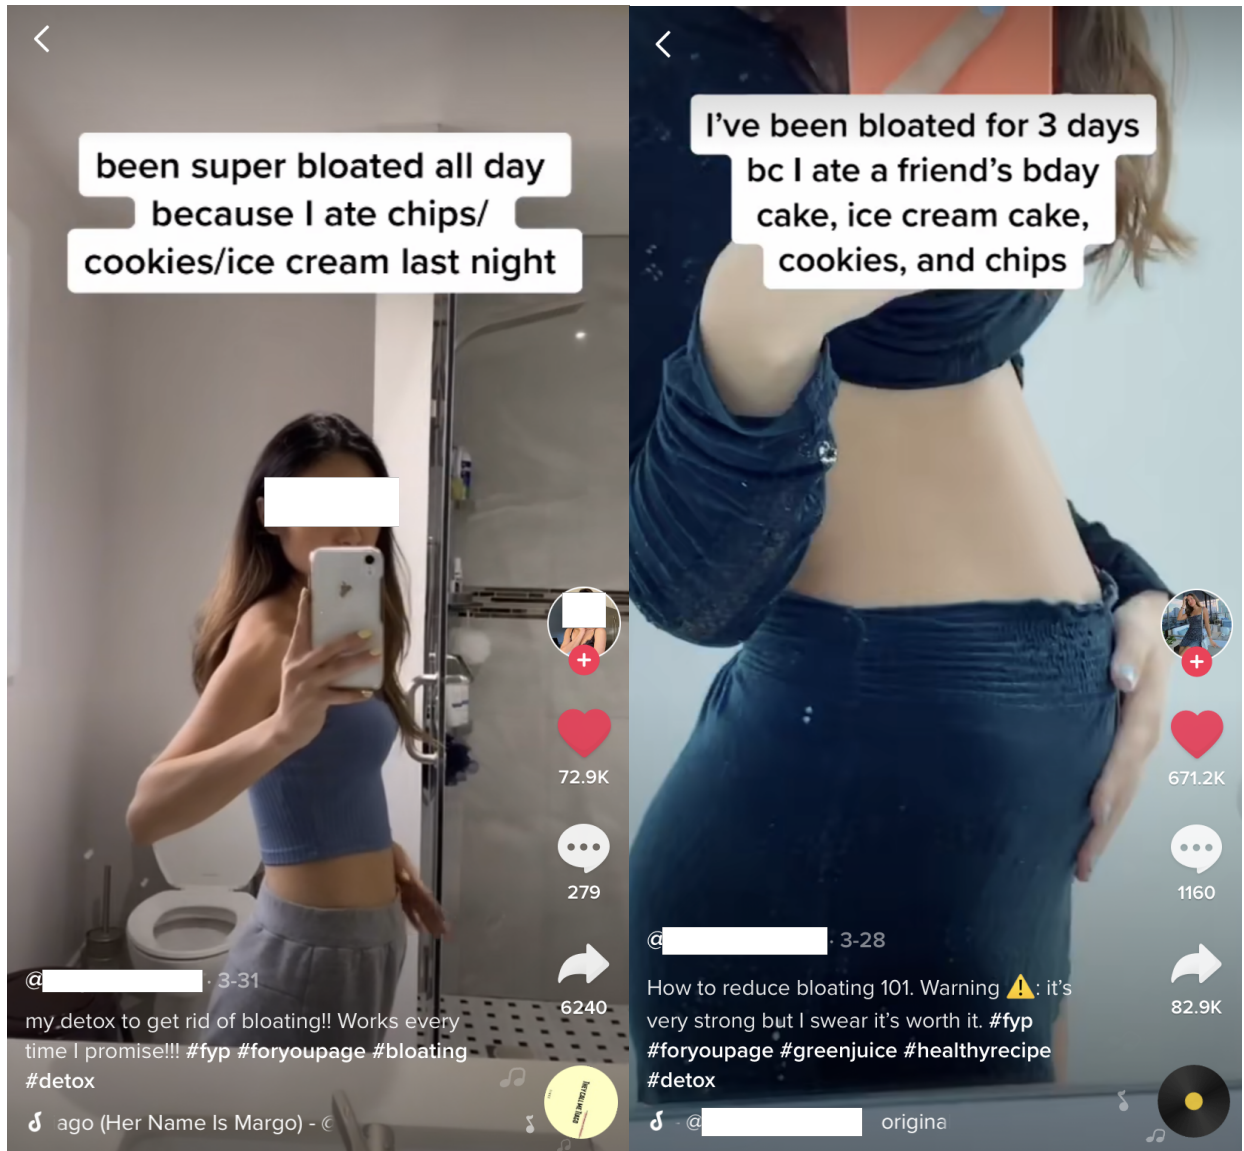 been super bloated all day
because I ate chips/
cookies/ice cream last night
72.9K
279
6240
@ · 3-31
my detox to get rid of bloating!! Works every
time I promise!!! #fyp #foryoupage #bloating
#detox
ago (Her Name Is Margo) - @
THEY CALL ME TIAGO
I’ve been bloated for 3 days
bc I ate a friend’s bday
cake, ice cream cake,
cookies, and chips
671.2K
1160
82.9K
@ · 3-28
How to reduce bloating 101. Warning ⚠️: it’s
very strong but I swear it’s worth it. #fyp
#foryoupage #greenjuice #healthyrecipe
#detox
- @ origina